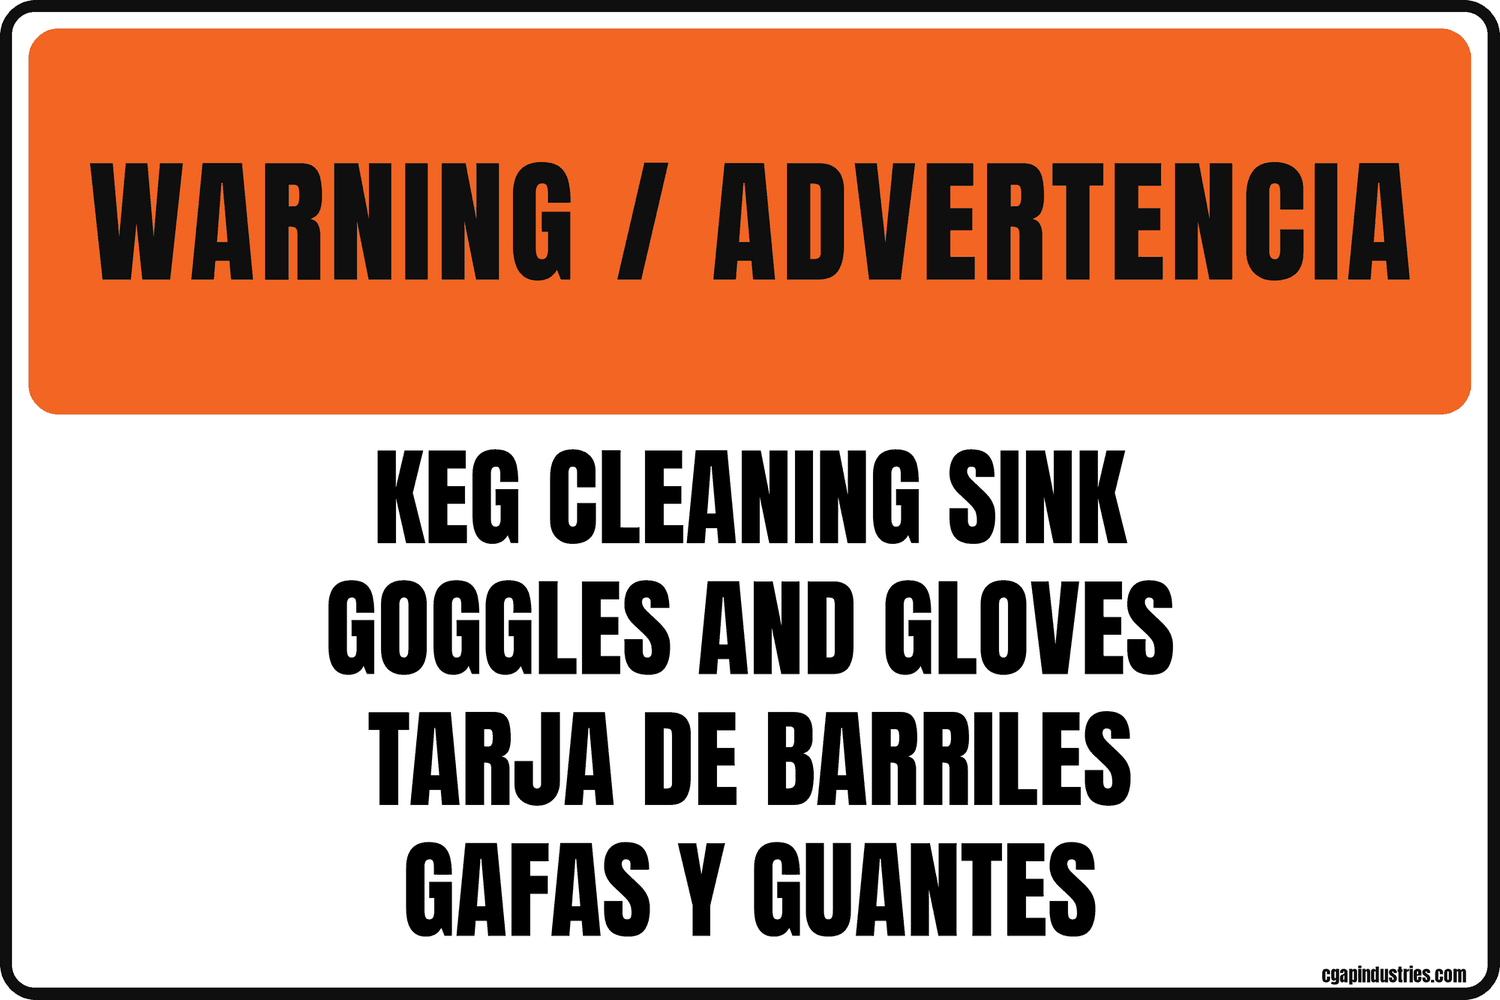 WARNING / ADVERTENCIA
KEG CLEANING SINK
GOGGLES AND GLOVES
TARJA DE BARRILES
GAFAS Y GUANTES
cgapindustries.com